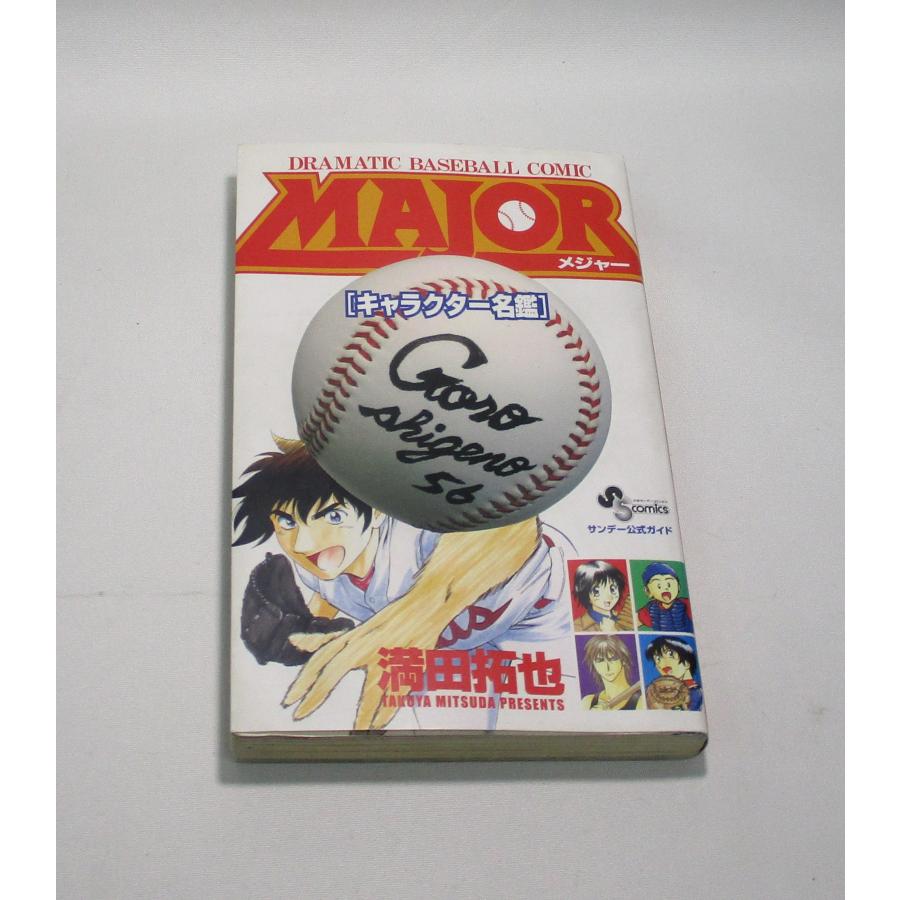 DRAMATIC BASEBALL COMIC
MAJOR
メジャー
[キャラクター名鑑]
Goro
Shigeno
56
comics
サンデー公式ガイド
満田拓也
TAKUYA MITSUDA PRESENTS